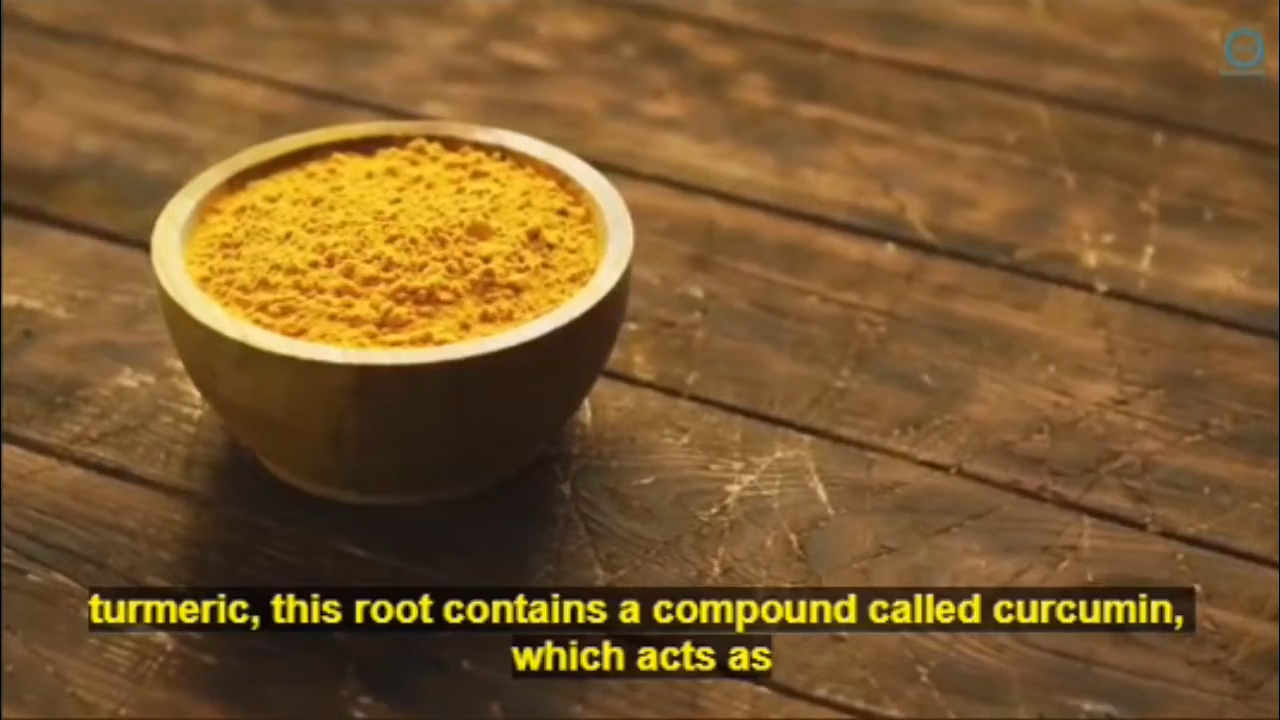 turmeric, this root contains a compound called curcumin,
which acts as